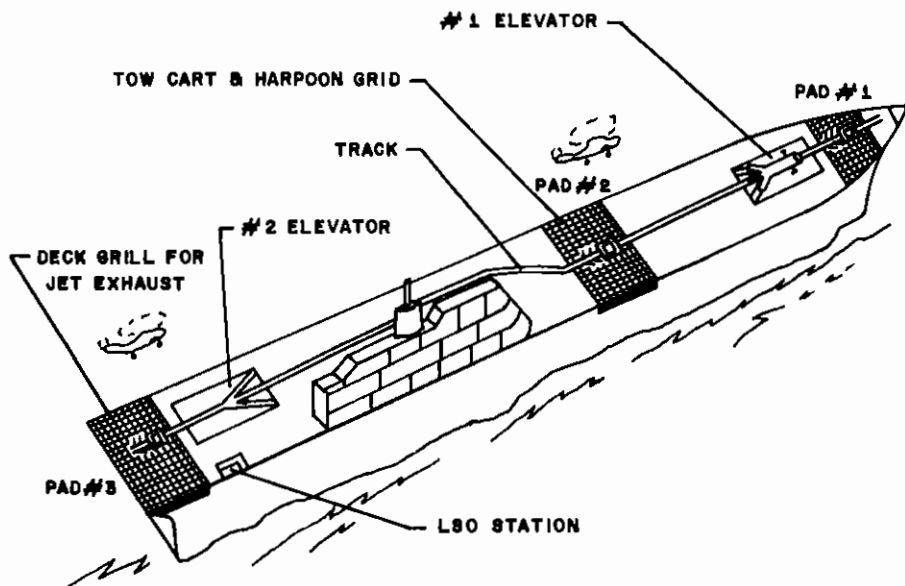 #1 ELEVATOR
TOW CART & HARPOON GRID
PAD #1
TRACK
PAD #2
#2 ELEVATOR
DECK GRILL FOR
JET EXHAUST
PAD #3
LSO STATION